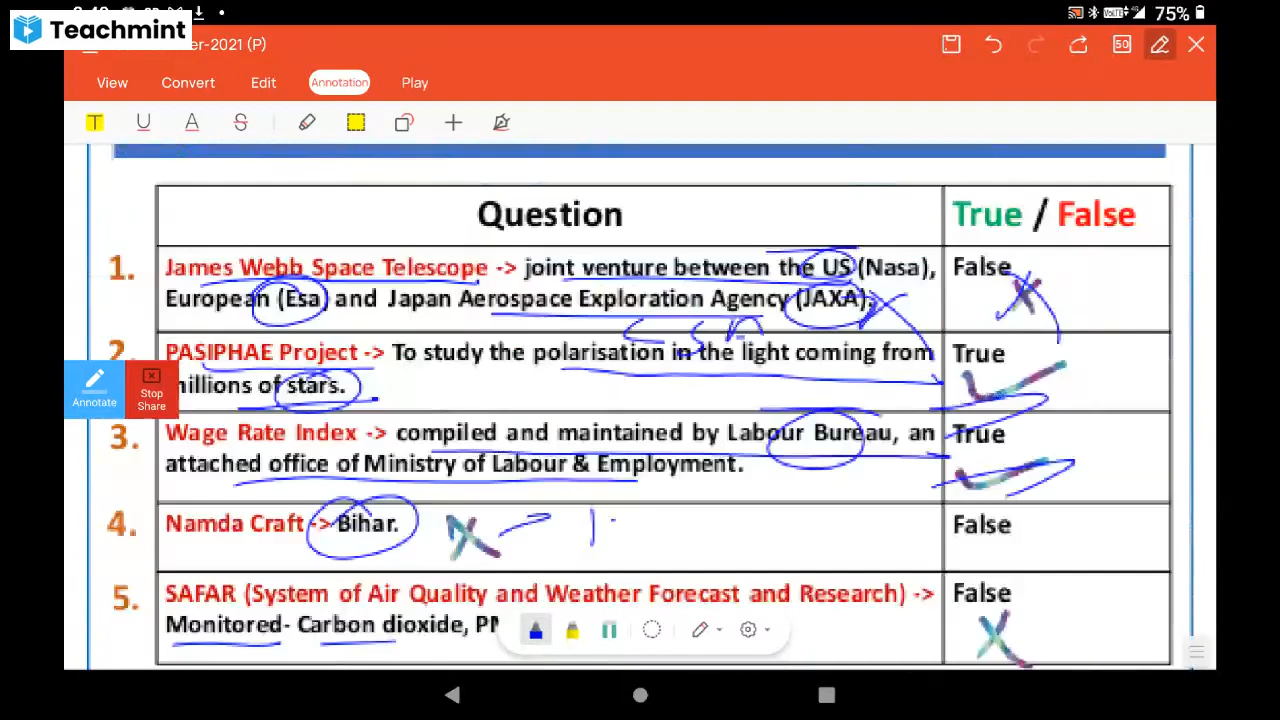 Teachmint
75%
er-2021 (P)
50
View Convert Edit Annotation Play
T U A S
Question True / False
1. James Webb Space Telescope -> joint venture between the US (Nasa), False
European (Esa) and Japan Aerospace Exploration Agency (JAXA).
csn
2. PASIPHAE Project -> To study the polarisation in the light coming from True
millions of stars.
Annotate
Stop
Share
3. Wage Rate Index -> compiled and maintained by Labour Bureau, an True
attached office of Ministry of Labour & Employment.
4. Namda Craft -> Bihar. False
5. SAFAR (System of Air Quality and Weather Forecast and Research) -> False
Monitored- Carbon dioxide, PM